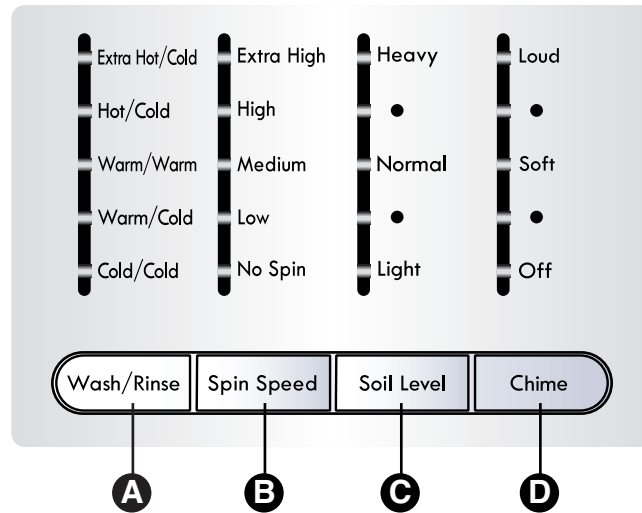 Extra Hot/Cold Extra High Heavy Loud
Hot/Cold High • •
Warm/Warm Medium Normal Soft
Warm/Cold Low • •
Cold/Cold No Spin Light Off
Wash/Rinse Spin Speed Soil Level Chime
A B C D